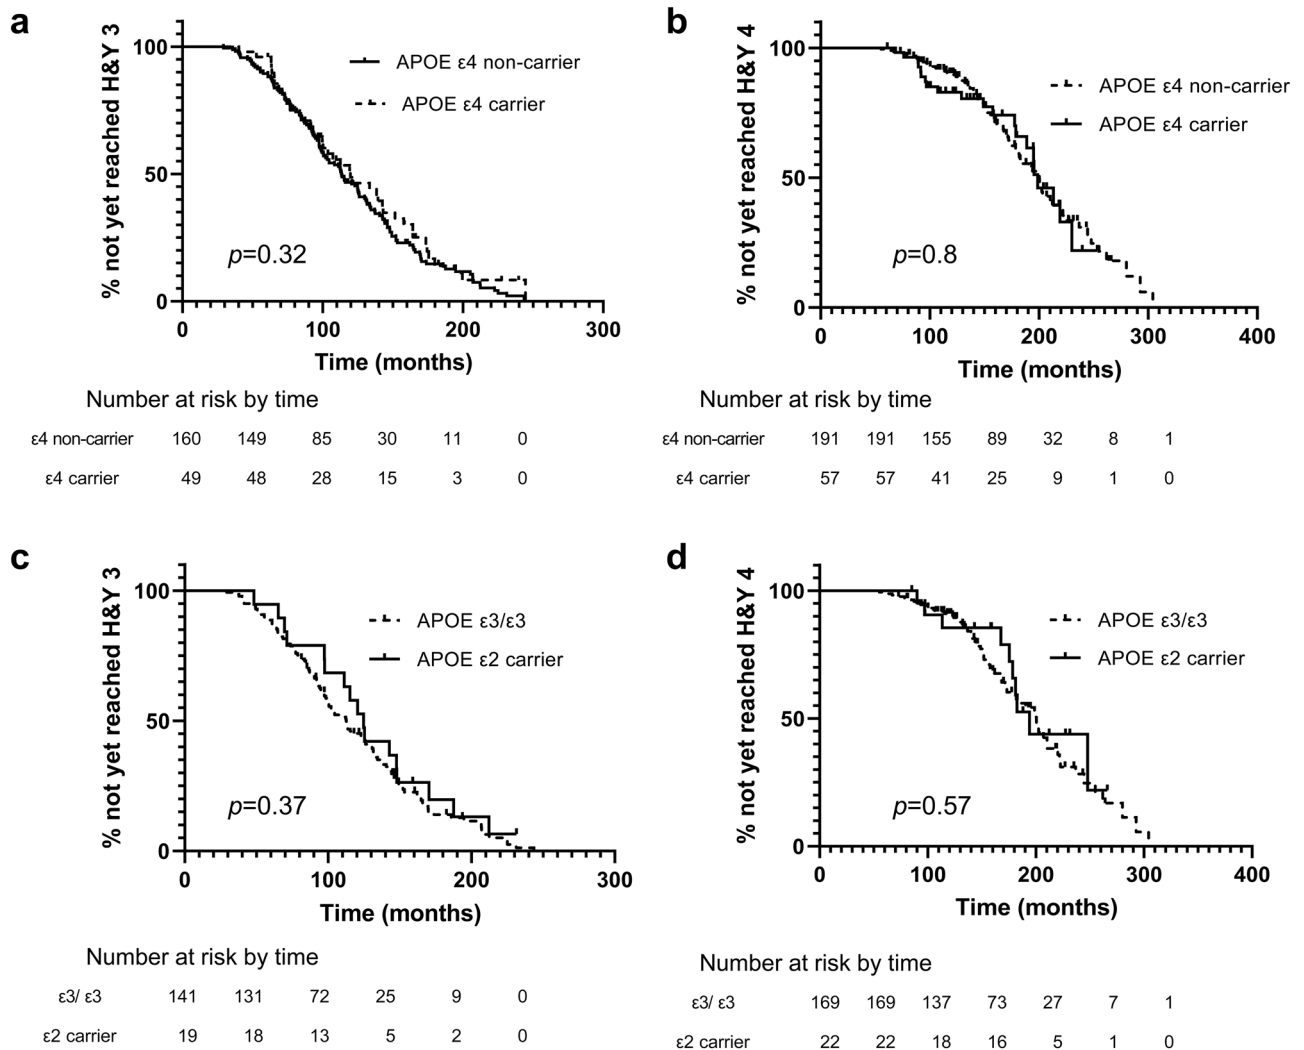 a
% not yet reached H&Y 3
100
50
0
APOE ε4 non-carrier
APOE ε4 carrier
p=0.32
0 100 200 300
Time (months)
Number at risk by time
ε4 non-carrier 160 149 85 30 11 0
ε4 carrier 49 48 28 15 3 0
b
% not yet reached H&Y 4
100
50
0
APOE ε4 non-carrier
APOE ε4 carrier
p=0.8
0 100 200 300 400
Time (months)
Number at risk by time
ε4 non-carrier 191 191 155 89 32 8 1
ε4 carrier 57 57 41 25 9 1 0
c
% not yet reached H&Y 3
100
50
0
APOE ε3/ε3
APOE ε2 carrier
p=0.37
0 100 200 300
Time (months)
Number at risk by time
ε3/ ε3 141 131 72 25 9 0
ε2 carrier 19 18 13 5 2 0
d
% not yet reached H&Y 4
100
50
0
APOE ε3/ε3
APOE ε2 carrier
p=0.57
0 100 200 300 400
Time (months)
Number at risk by time
ε3/ ε3 169 169 137 73 27 7 1
ε2 carrier 22 22 18 16 5 1 0